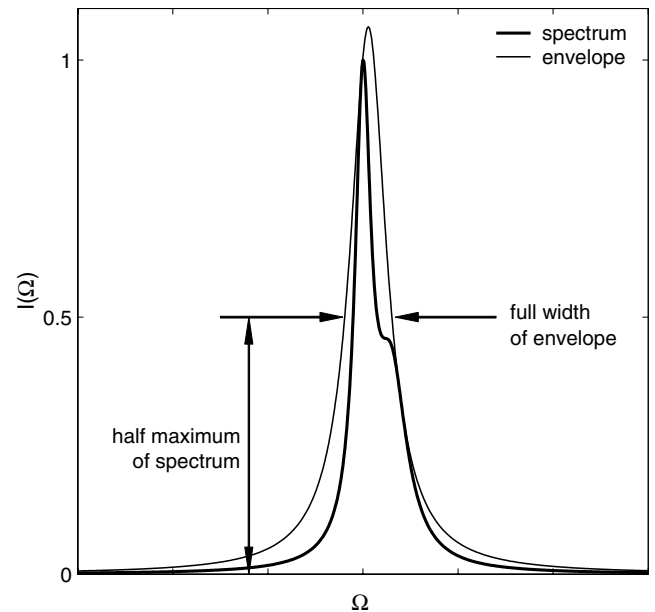 spectrum
envelope
1
I(Ω)
0.5
full width
of envelope
half maximum
of spectrum
0
Ω